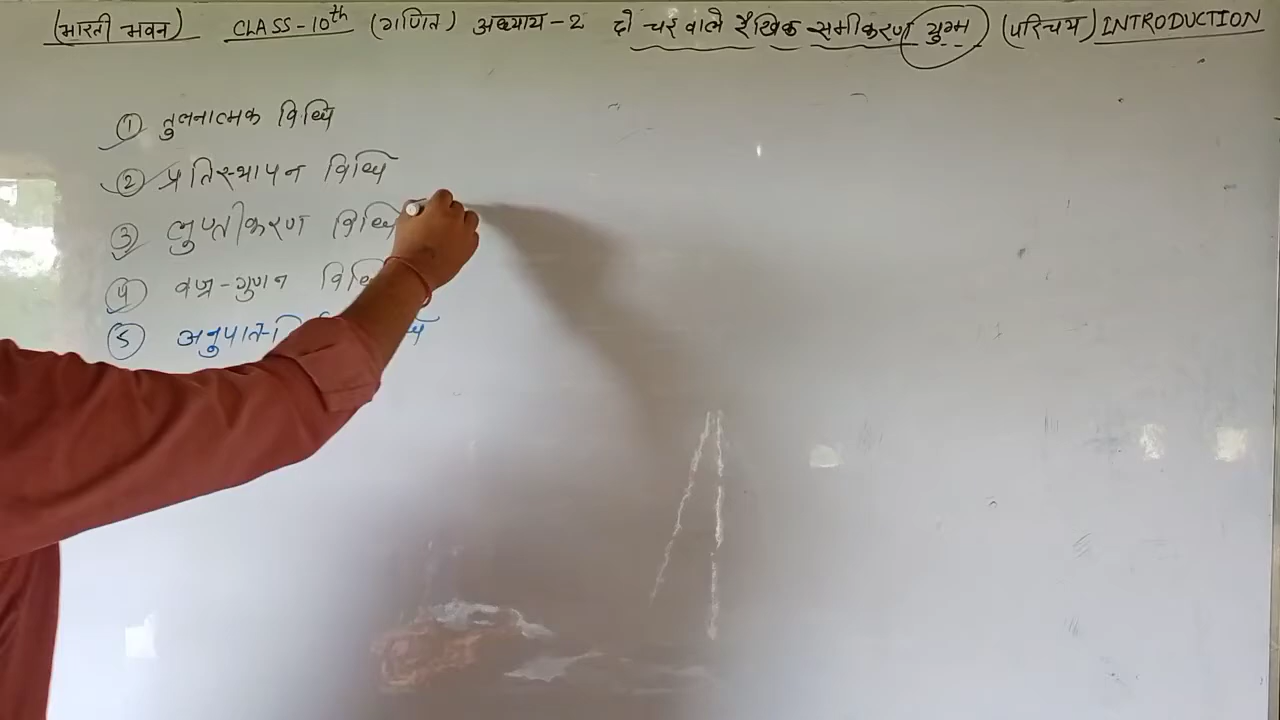 (भारती भवन) CLASS-10th (गणित) अध्याय-2 दो चर वाले रैखिक समीकरण युग्म (परिचय) INTRODUCTION
① तुलनात्मक विधि
② प्रतिस्थापन विधि
③ लुप्तीकरण विधि
④ वज्र-गुणन विधि
⑤ अनुपात-